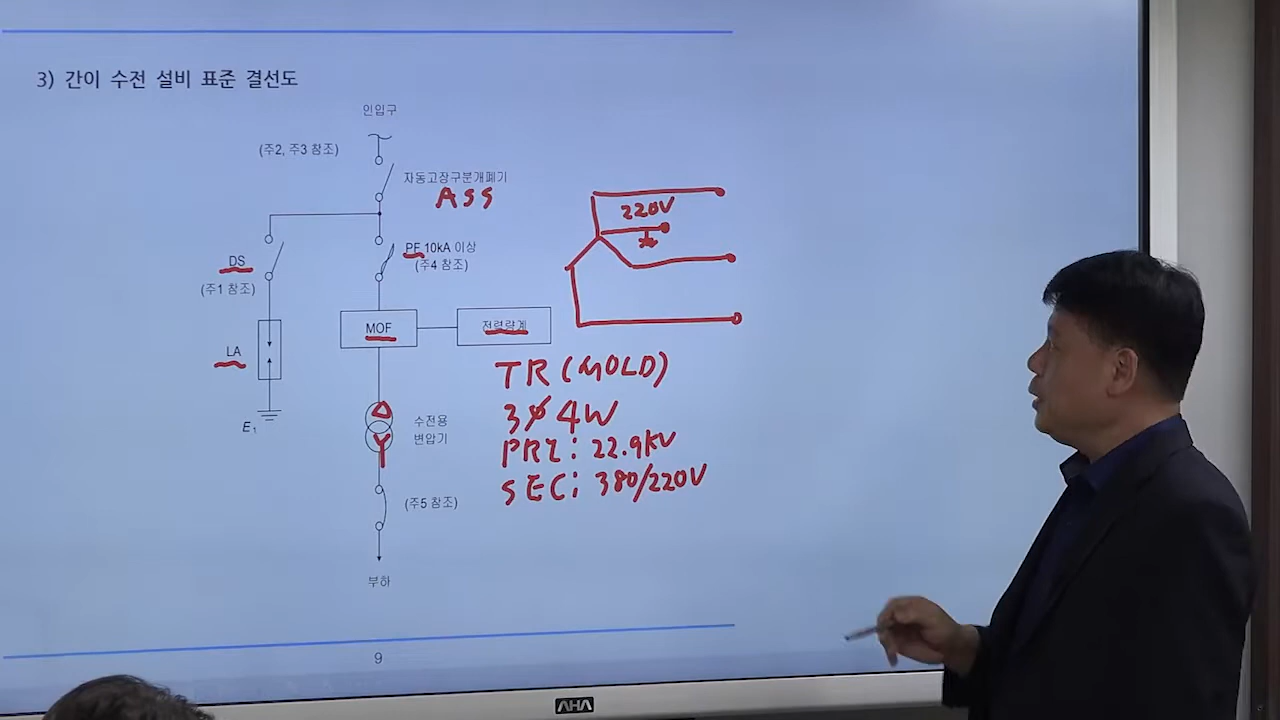 3) 간이 수전 설비 표준 결선도
인입구
(주2, 주3 참조)
자동고장구분개폐기
ASS
220V
DS
(주1 참조)
PF 10kA 이상
(주4 참조)
MOF
전력량계
LA
TR (MOLD)
3∅ 4W
수전용
변압기
△
Y
PRI: 22.9KV
SEC: 380/220V
E₁
(주5 참조)
부하
9
AHA